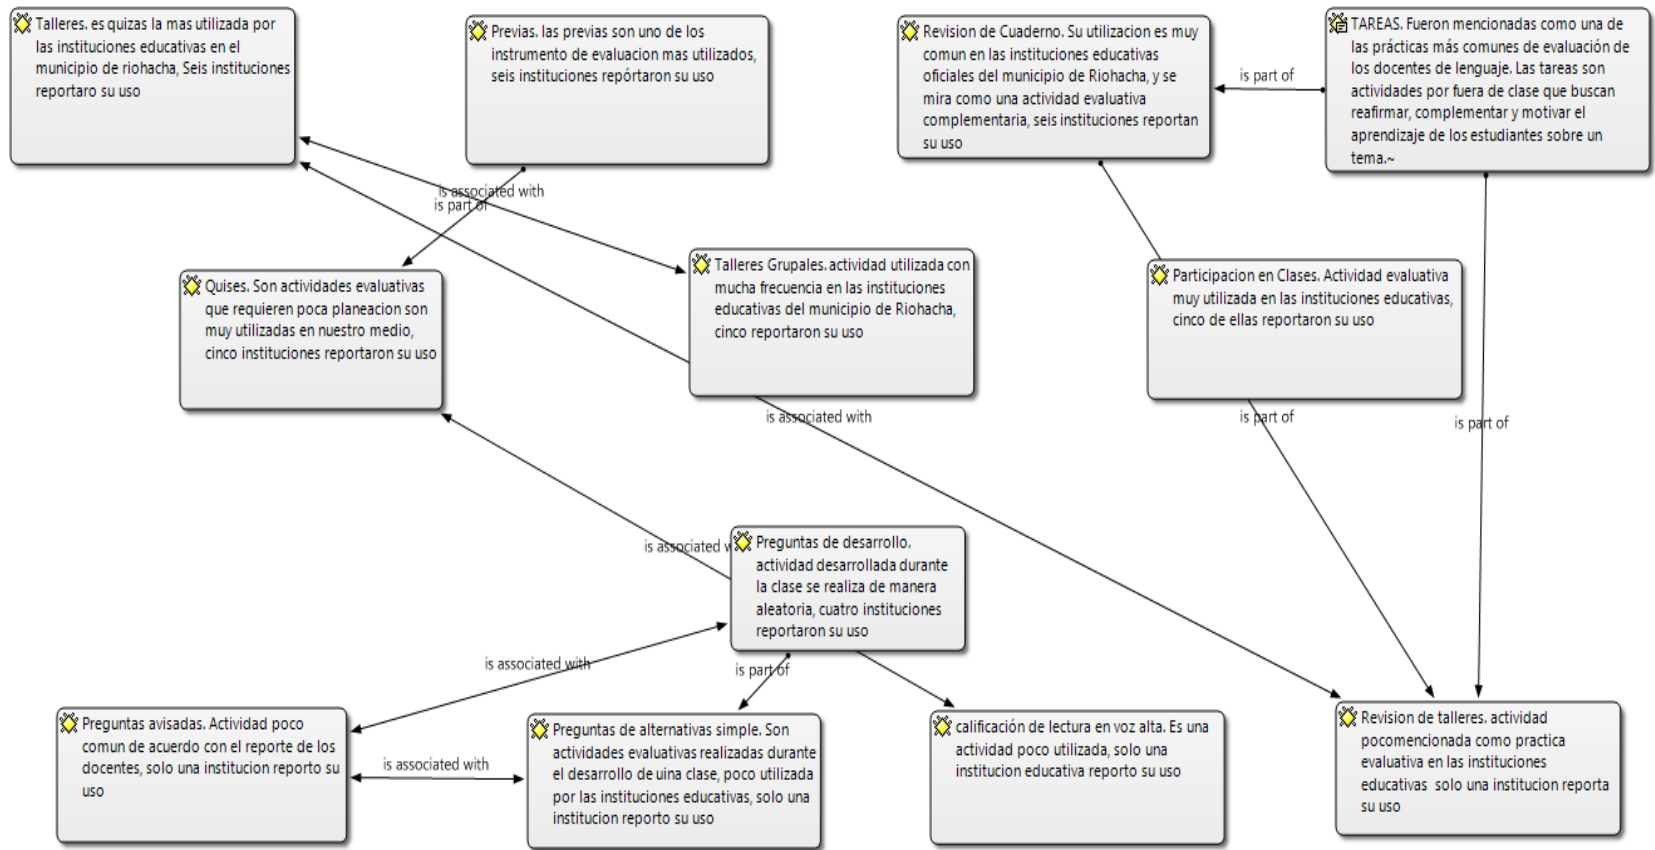 Talleres. es quizas la mas utilizada por
las instituciones educativas en el
municipio de riohacha, Seis instituciones
reportaro su uso
Previas. las previas son uno de los
instrumento de evaluacion mas utilizados,
seis instituciones repórtaron su uso
Revision de Cuaderno. Su utilizacion es muy
comun en las instituciones educativas
oficiales del municipio de Riohacha, y se
mira como una actividad evaluativa
complementaria, seis instituciones reportan
su uso
is part of
TAREAS. Fueron mencionadas como una de
las prácticas más comunes de evaluación de
los docentes de lenguaje. Las tareas son
actividades por fuera de clase que buscan
reafirmar, complementar y motivar el
aprendizaje de los estudiantes sobre un
tema.~
is associated with
is part of
Quises. Son actividades evaluativas
que requieren poca planeacion son
muy utilizadas en nuestro medio,
cinco instituciones reportaron su uso
Talleres Grupales. actividad utilizada con
mucha frecuencia en las instituciones
educativas del municipio de Riohacha,
cinco reportaron su uso
Participacion en Clases. Actividad evaluativa
muy utilizada en las instituciones educativas,
cinco de ellas reportaron su uso
is associated with
is part of
is part of
is associated w
Preguntas de desarrollo.
actividad desarrollada durante
la clase se realiza de manera
aleatoria, cuatro instituciones
reportaron su uso
is associated with
is part of
Preguntas avisadas. Actividad poco
comun de acuerdo con el reporte de los
docentes, solo una institucion reporto su
uso
is associated with
Preguntas de alternativas simple. Son
actividades evaluativas realizadas durante
el desarrollo de uina clase, poco utilizada
por las instituciones educativas, solo una
institucion reporto su uso
calificación de lectura en voz alta. Es una
actividad poco utilizada, solo una
institucion educativa reporto su uso
Revision de talleres. actividad
pocomencionada como practica
evaluativa en las instituciones
educativas solo una institucion reporta
su uso